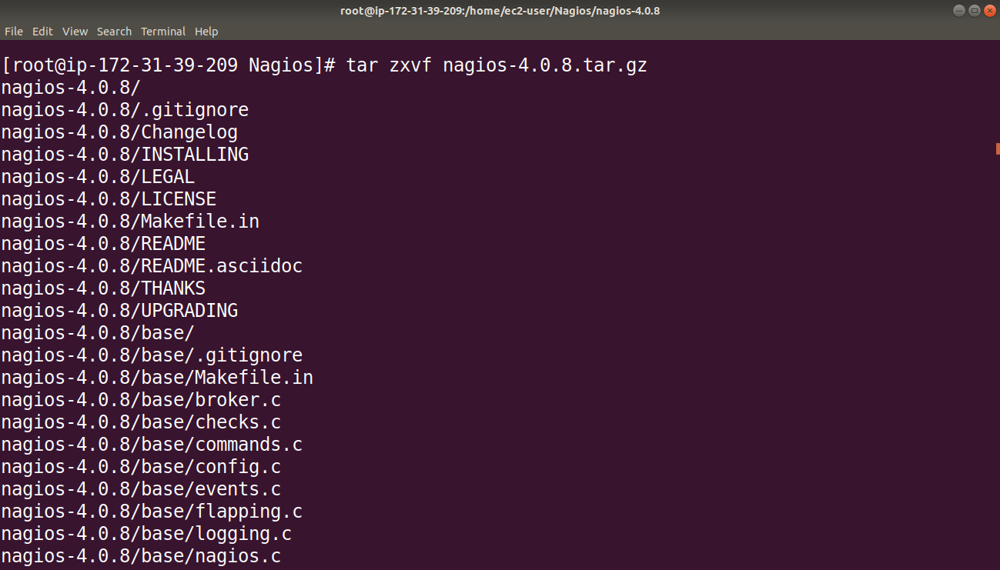 root@ip-172-31-39-209:/home/ec2-user/Nagios/nagios-4.0.8
File Edit View Search Terminal Help
[root@ip-172-31-39-209 Nagios]# tar zxvf nagios-4.0.8.tar.gz
nagios-4.0.8/
nagios-4.0.8/.gitignore
nagios-4.0.8/Changelog
nagios-4.0.8/INSTALLING
nagios-4.0.8/LEGAL
nagios-4.0.8/LICENSE
nagios-4.0.8/Makefile.in
nagios-4.0.8/README
nagios-4.0.8/README.asciidoc
nagios-4.0.8/THANKS
nagios-4.0.8/UPGRADING
nagios-4.0.8/base/
nagios-4.0.8/base/.gitignore
nagios-4.0.8/base/Makefile.in
nagios-4.0.8/base/broker.c
nagios-4.0.8/base/checks.c
nagios-4.0.8/base/commands.c
nagios-4.0.8/base/config.c
nagios-4.0.8/base/events.c
nagios-4.0.8/base/flapping.c
nagios-4.0.8/base/logging.c
nagios-4.0.8/base/nagios.c